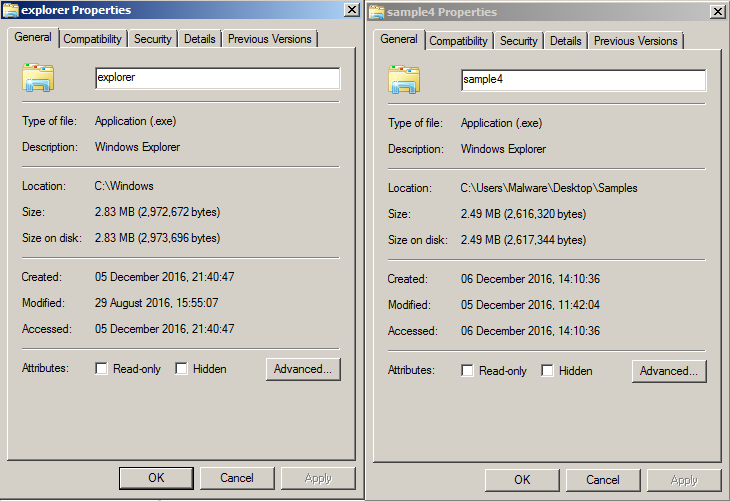 explorer Properties
General Compatibility Security Details Previous Versions
explorer
Type of file: Application (.exe)
Description: Windows Explorer
Location: C:\Windows
Size: 2.83 MB (2,972,672 bytes)
Size on disk: 2.83 MB (2,973,696 bytes)
Created: 05 December 2016, 21:40:47
Modified: 29 August 2016, 15:55:07
Accessed: 05 December 2016, 21:40:47
Attributes: Read-only Hidden Advanced...
OK Cancel Apply
sample4 Properties
General Compatibility Security Details Previous Versions
sample4
Type of file: Application (.exe)
Description: Windows Explorer
Location: C:\Users\Malware\Desktop\Samples
Size: 2.49 MB (2,616,320 bytes)
Size on disk: 2.49 MB (2,617,344 bytes)
Created: 06 December 2016, 14:10:36
Modified: 05 December 2016, 11:42:04
Accessed: 06 December 2016, 14:10:36
Attributes: Read-only Hidden Advanced...
OK Cancel Apply